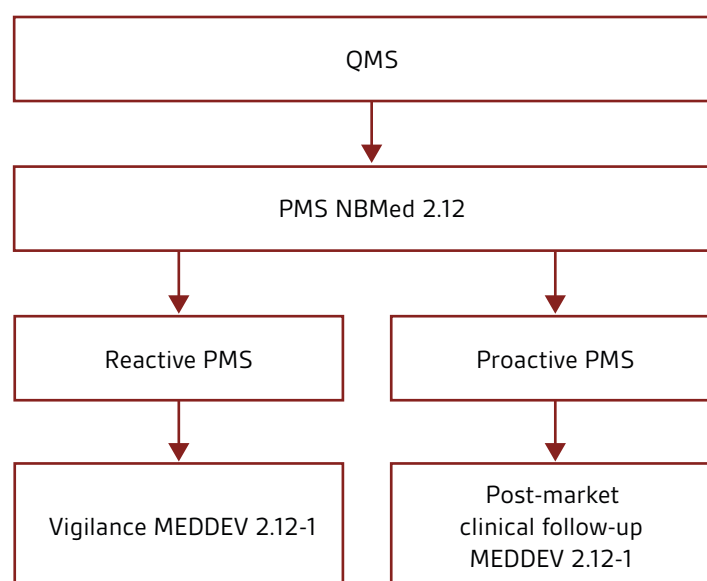 QMS
PMS NBMed 2.12
Reactive PMS
Proactive PMS
Vigilance MEDDEV 2.12-1
Post-market
clinical follow-up
MEDDEV 2.12-1